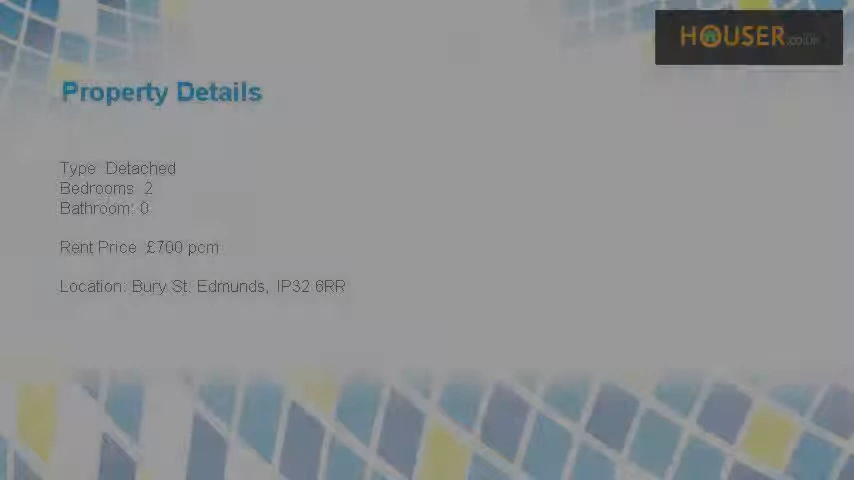 HOUSER.co.uk
Property Details
Type: Detached
Bedrooms: 2
Bathroom: 0
Rent Price: £700 pcm
Location: Bury St. Edmunds, IP32 6RR